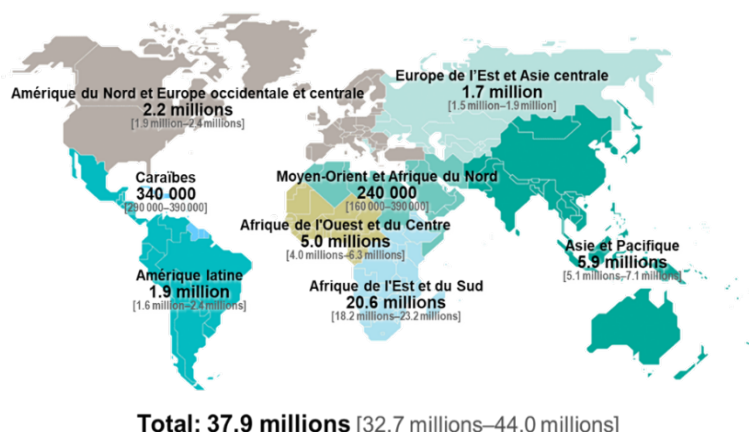 Europe de l'Est et Asie centrale
1.7 million
[1.5 million–1.9 million]
Amérique du Nord et Europe occidentale et centrale
2.2 millions
[1.9 million–2.4 millions]
Caraïbes
340 000
[290 000–390 000]
Moyen-Orient et Afrique du Nord
240 000
[160 000–390 000]
Afrique de l'Ouest et du Centre
5.0 millions
[4.0 millions–6.3 millions]
Asie et Pacifique
5.9 millions
[5.1 millions–7.1 millions]
Amérique latine
1.9 million
[1.6 million–2.4 millions]
Afrique de l'Est et du Sud
20.6 millions
[18.2 millions–23.2 millions]
Total: 37.9 millions [32.7 millions–44.0 millions]